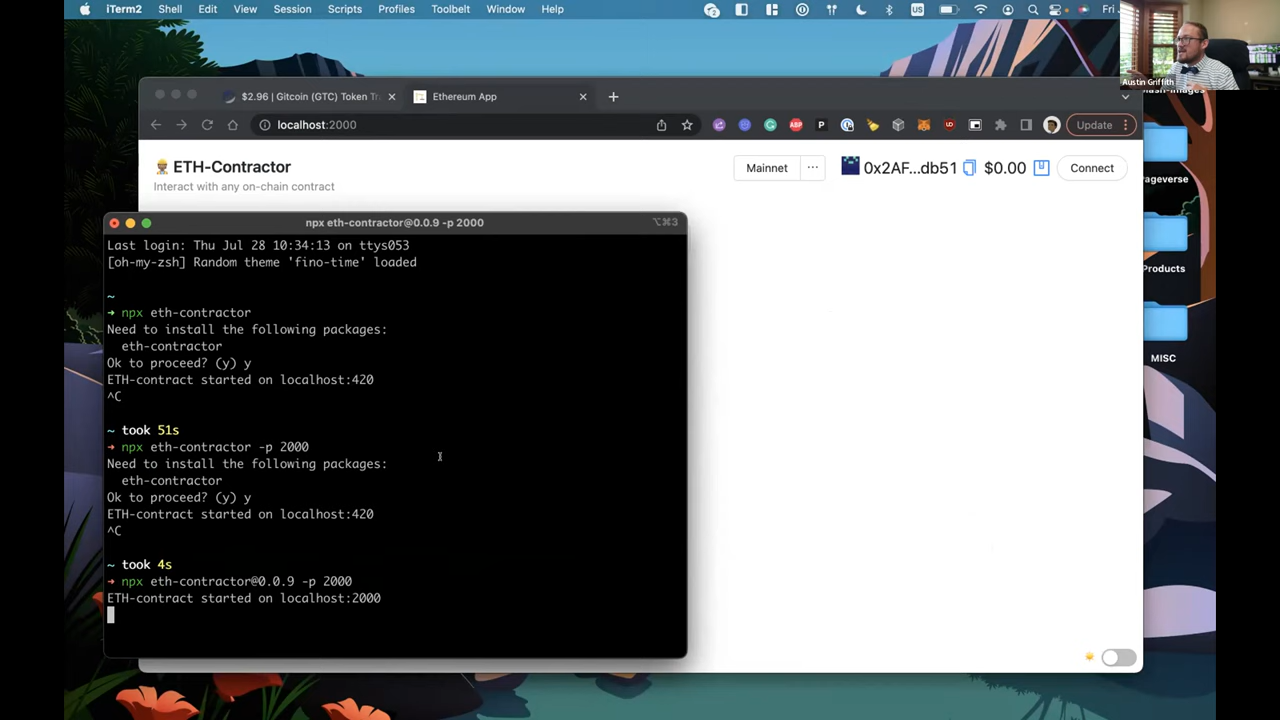 iTerm2 Shell Edit View Session Scripts Profiles Toolbelt Window Help
US
Fri
Austin Griffith
$2.96 | Gitcoin (GTC) Token Tr
Ethereum App
localhost:2000
ABP
P
Update
ETH-Contractor
Interact with any on-chain contract
Mainnet
0x2AF...db51
$0.00
Connect
npx eth-contractor@0.0.9 -p 2000
⌥⌘3
Last login: Thu Jul 28 10:34:13 on ttys053
[oh-my-zsh] Random theme 'fino-time' loaded
~
➜ npx eth-contractor
Need to install the following packages:
eth-contractor
Ok to proceed? (y) y
ETH-contract started on localhost:420
^C
~ took 51s
➜ npx eth-contractor -p 2000
Need to install the following packages:
eth-contractor
Ok to proceed? (y) y
ETH-contract started on localhost:420
^C
~ took 4s
➜ npx eth-contractor@0.0.9 -p 2000
ETH-contract started on localhost:2000
Products
MISC